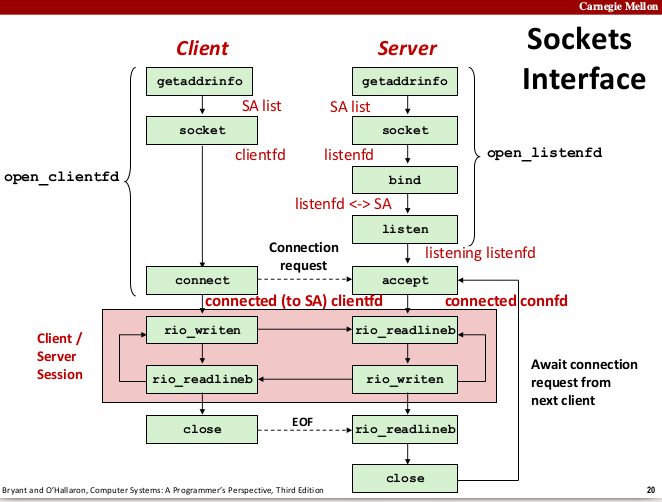 Carnegie Mellon
Sockets
Interface
Client
Server
getaddrinfo
getaddrinfo
SA list
SA list
socket
socket
clientfd
listenfd
open_clientfd
open_listenfd
bind
listenfd <-> SA
listen
listening listenfd
Connection
request
connect
accept
connected (to SA) clientfd
connected connfd
Client /
Server
Session
rio_writen
rio_readlineb
rio_readlineb
rio_writen
Await connection
request from
next client
close
EOF
rio_readlineb
close
Bryant and O'Hallaron, Computer Systems: A Programmer's Perspective, Third Edition
20